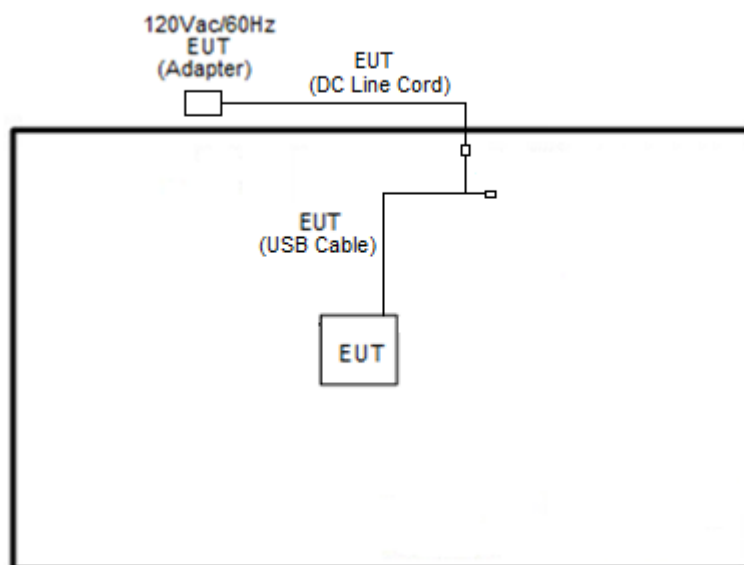 120Vac/60Hz
EUT
(Adapter)
EUT
(DC Line Cord)
EUT
(USB Cable)
EUT